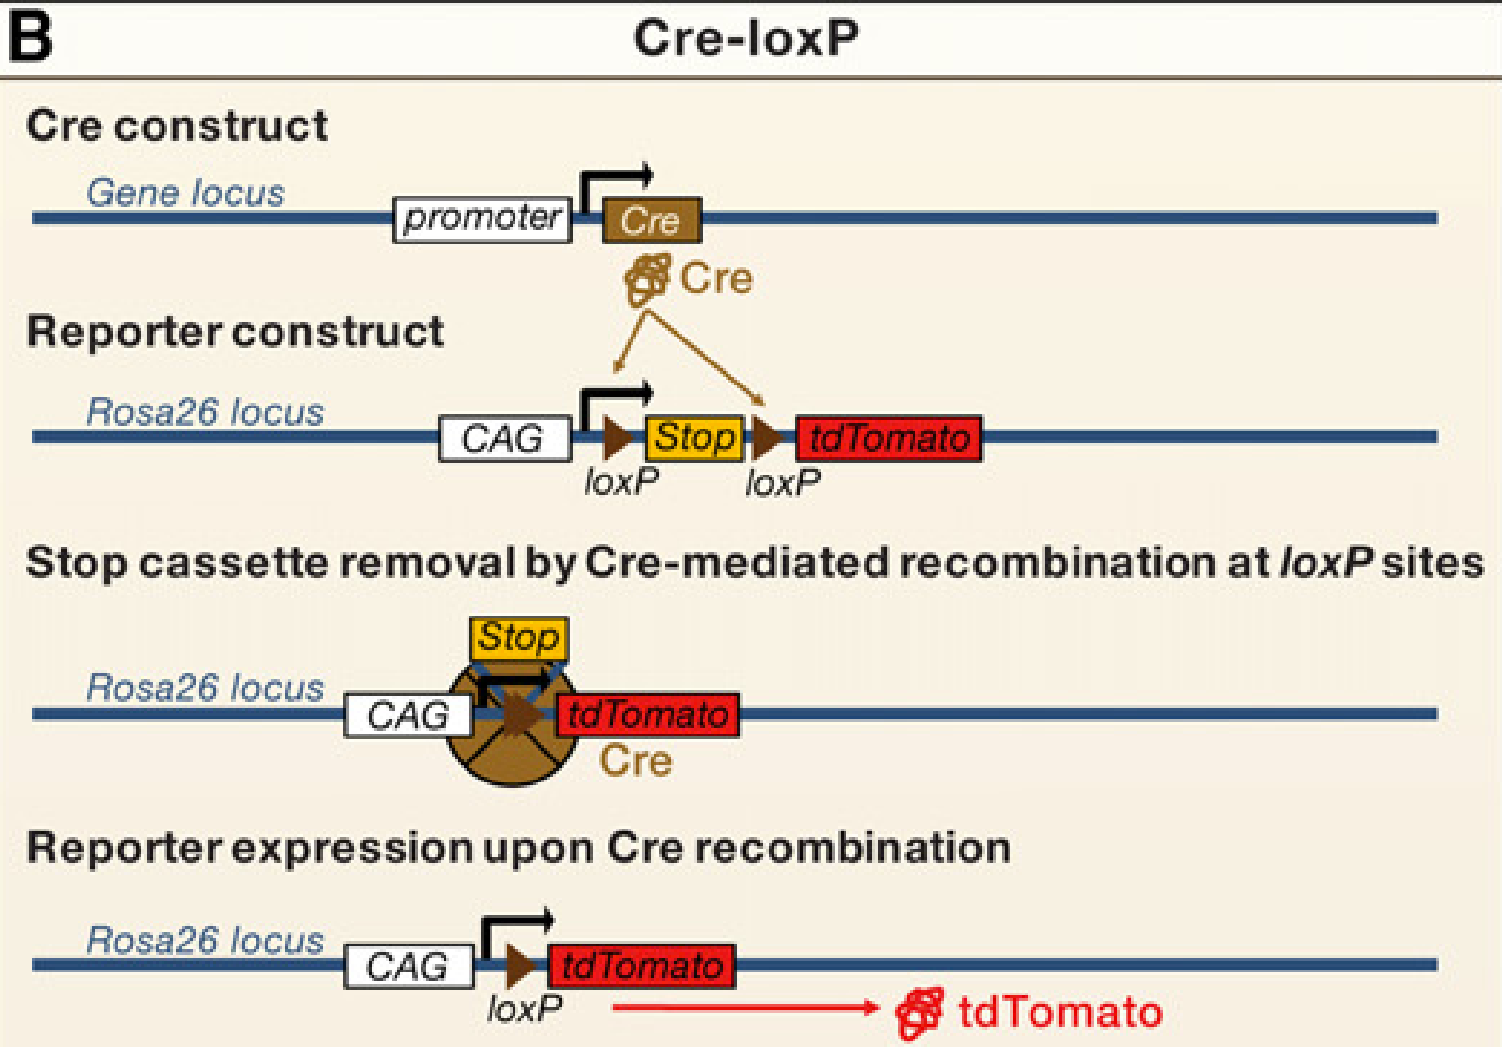 B
Cre-loxP
Cre construct
Gene locus
promoter
Cre
Cre
Reporter construct
Rosa26 locus
CAG
Stop
tdTomato
loxP
loxP
Stop cassette removal by Cre-mediated recombination at loxP sites
Stop
Rosa26 locus
CAG
tdTomato
Cre
Reporter expression upon Cre recombination
Rosa26 locus
CAG
tdTomato
loxP
tdTomato